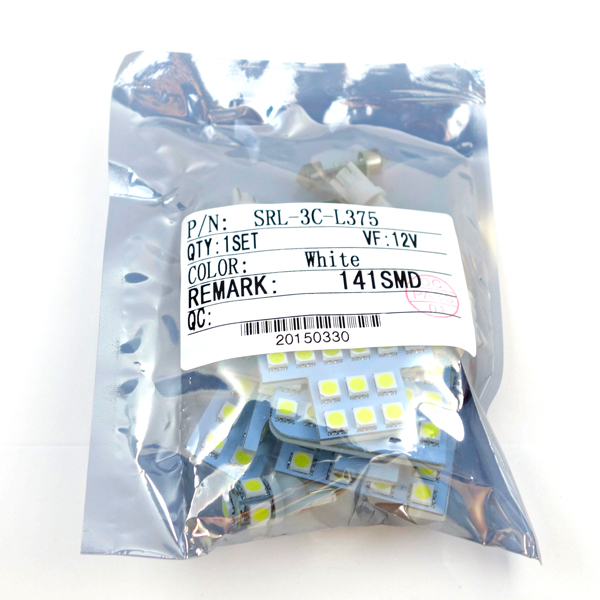 P/N: SRL-3C-L375
QTY:1SET VF:12V
COLOR: White
REMARK: 141SMD
QC:
20150330